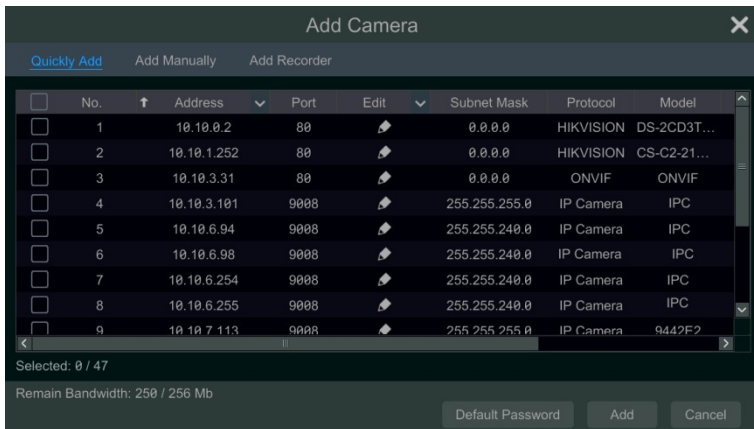 Add Camera
Quickly Add Add Manually Add Recorder
No. Address Port Edit Subnet Mask Protocol Model
1 10.10.0.2 80 0.0.0.0 HIKVISION DS-2CD3T...
2 10.10.1.252 80 0.0.0.0 HIKVISION CS-C2-21...
3 10.10.3.31 80 0.0.0.0 ONVIF ONVIF
4 10.10.3.101 9008 255.255.255.0 IP Camera IPC
5 10.10.6.94 9008 255.255.240.0 IP Camera IPC
6 10.10.6.98 9008 255.255.240.0 IP Camera IPC
7 10.10.6.254 9008 255.255.240.0 IP Camera IPC
8 10.10.6.255 9008 255.255.240.0 IP Camera IPC
9 10.10.7.113 9008 255.255.255.0 IP Camera 9442E2
Selected: 0 / 47
Remain Bandwidth: 250 / 256 Mb
Default Password Add Cancel